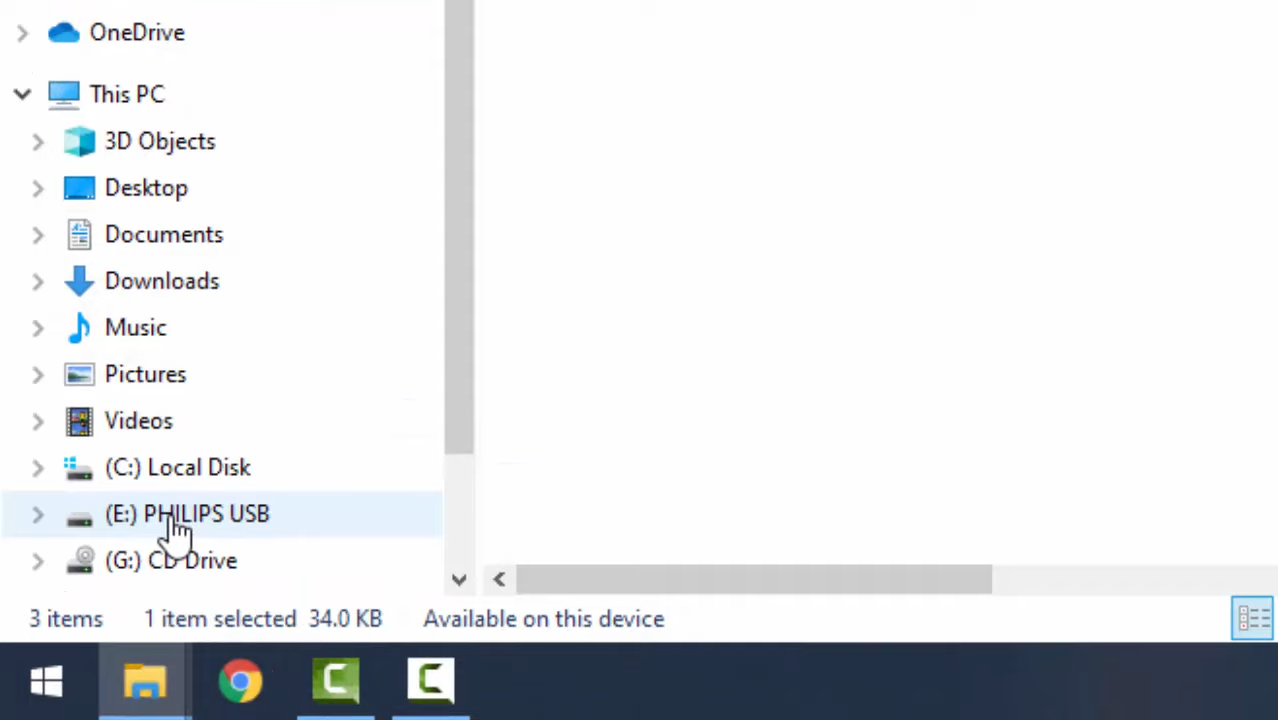 OneDrive
This PC
3D Objects
Desktop
Documents
Downloads
Music
Pictures
Videos
(C:) Local Disk
(E:) PHILIPS USB
(G:) CD Drive
3 items 1 item selected 34.0 KB Available on this device